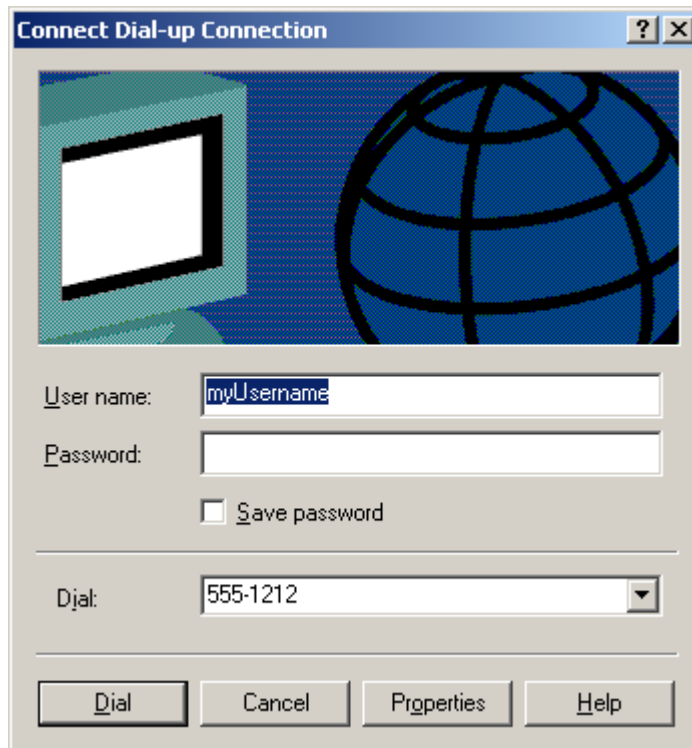 Connect Dial-up Connection
User name: myUsername
Password:
Save password
Dial: 555-1212
Dial Cancel Properties Help